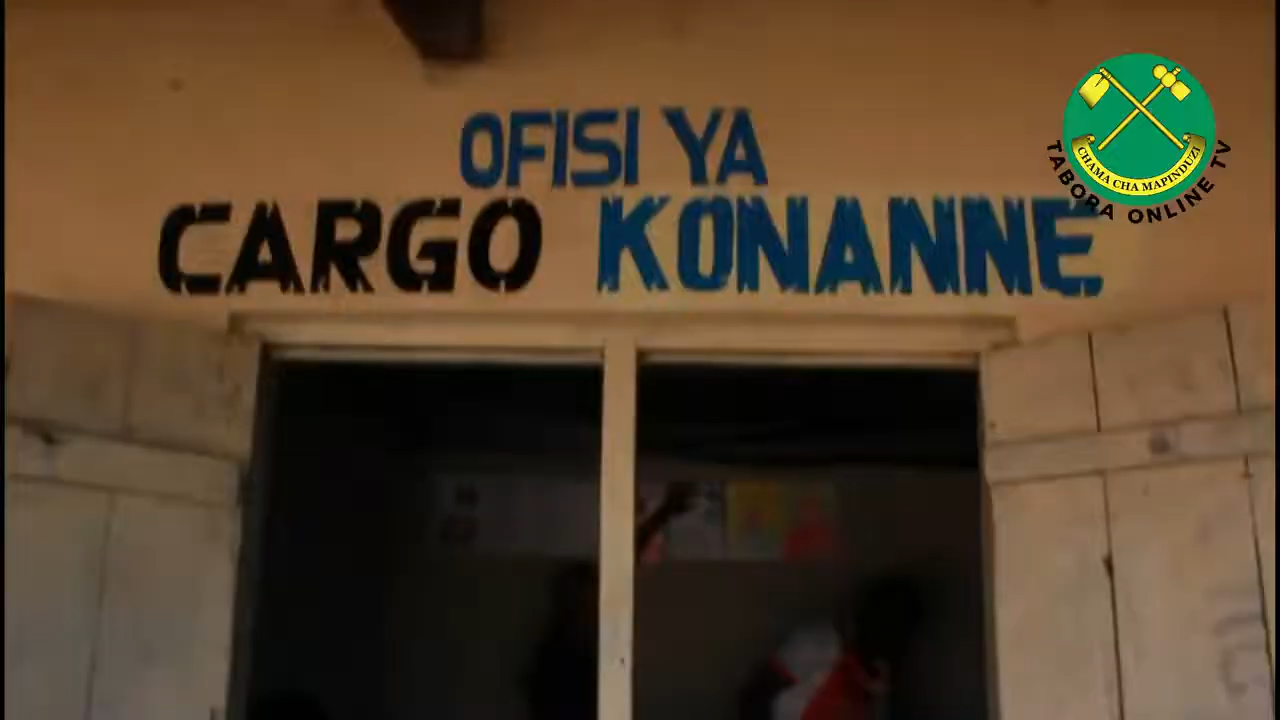 OFISI YA
CARGO KONANNE
CHAMA CHA MAPINDUZI
TABORA ONLINE TV